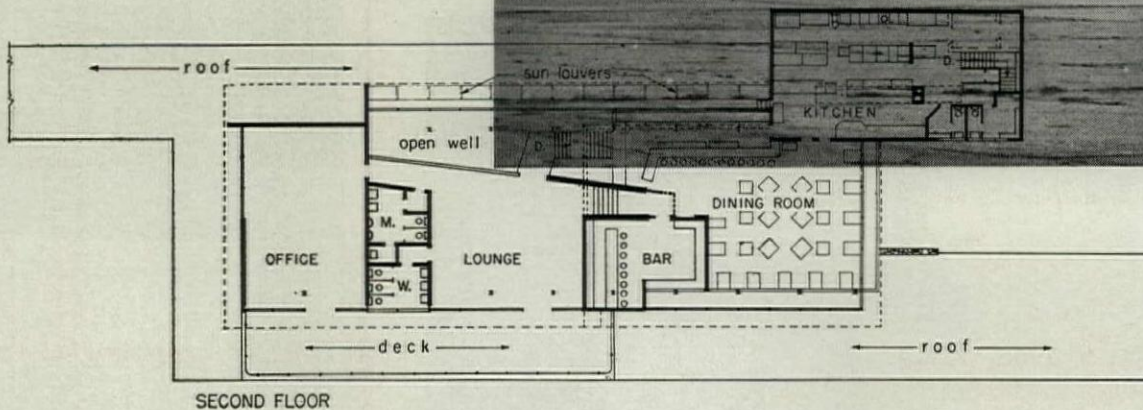 roof
sun louvers
D.
KITCHEN
open well
D.
DINING ROOM
M.
OFFICE
LOUNGE
BAR
W.
deck
roof
SECOND FLOOR